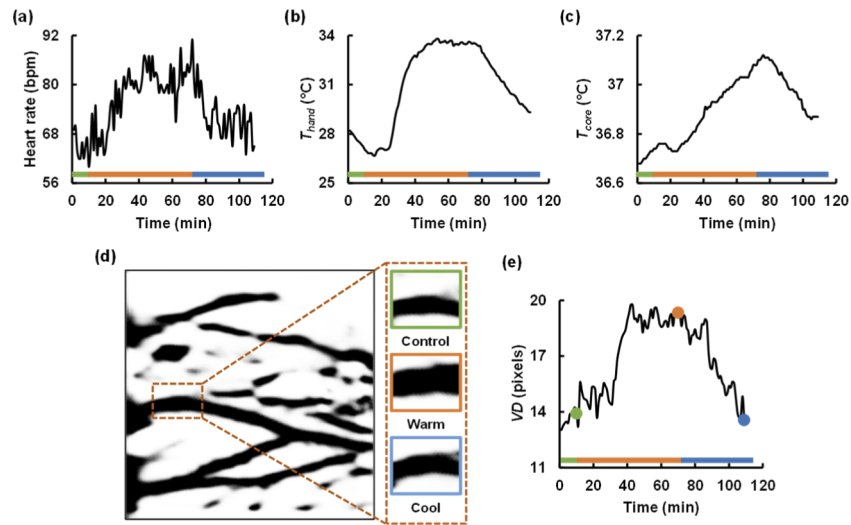 (a)
92
80
68
56
Heart rate (bpm)
0 20 40 60 80 100 120
Time (min)
(b)
34
31
28
25
T_hand (°C)
0 20 40 60 80 100 120
Time (min)
(c)
37.2
37
36.8
36.6
T_core (°C)
0 20 40 60 80 100 120
Time (min)
(d)
Control
Warm
Cool
(e)
20
17
14
11
VD (pixels)
0 20 40 60 80 100 120
Time (min)